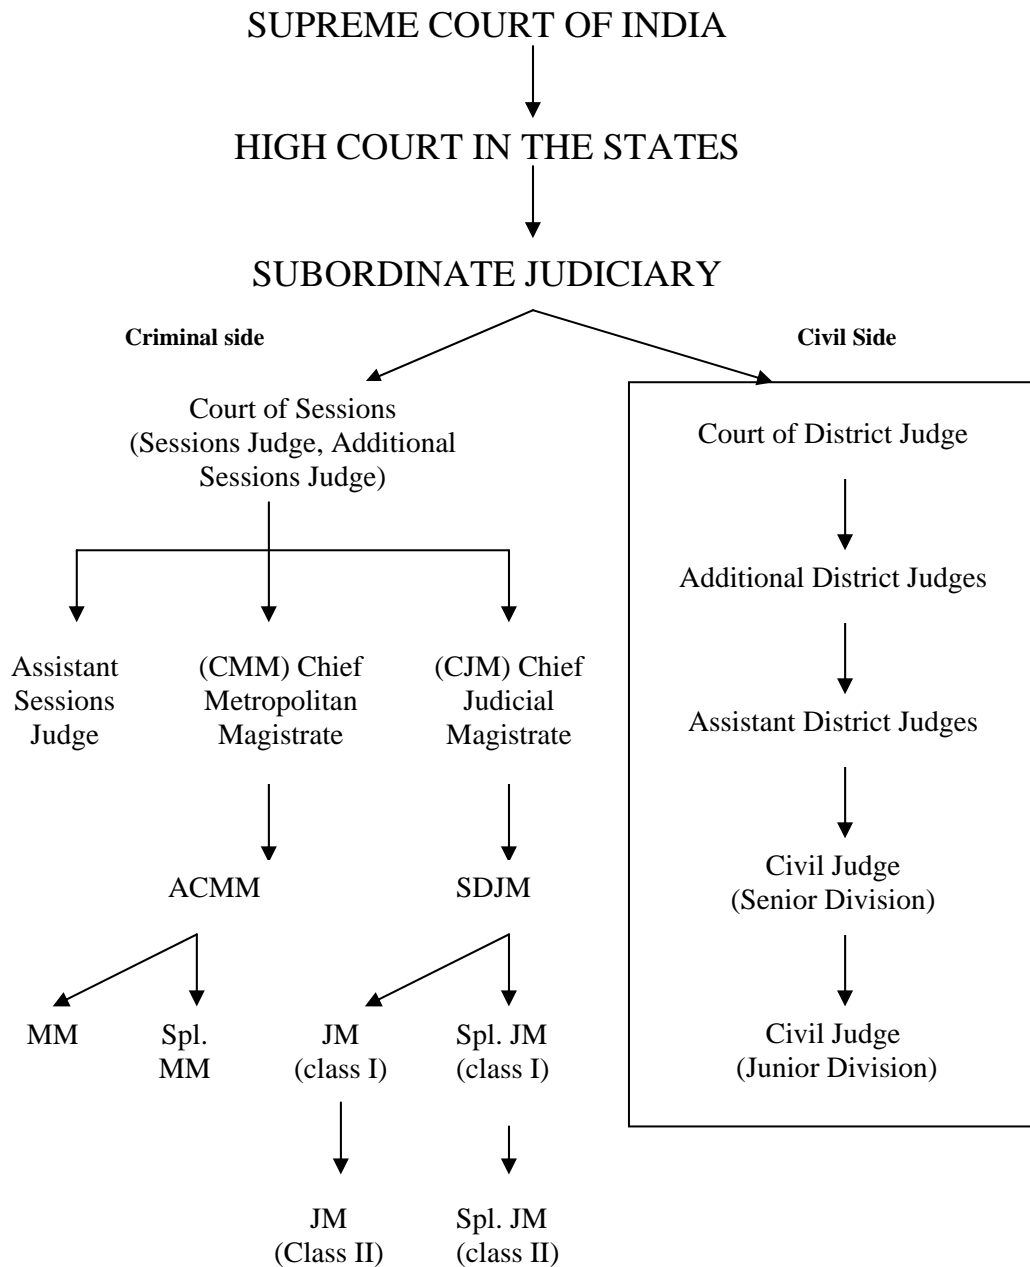 SUPREME COURT OF INDIA
HIGH COURT IN THE STATES
SUBORDINATE JUDICIARY
Criminal side
Civil Side
Court of Sessions
(Sessions Judge, Additional
Sessions Judge)
Court of District Judge
Additional District Judges
Assistant
Sessions
Judge
(CMM) Chief
Metropolitan
Magistrate
(CJM) Chief
Judicial
Magistrate
Assistant District Judges
ACMM
SDJM
Civil Judge
(Senior Division)
MM
Spl.
MM
JM
(class I)
Spl. JM
(class I)
Civil Judge
(Junior Division)
JM
(Class II)
Spl. JM
(class II)